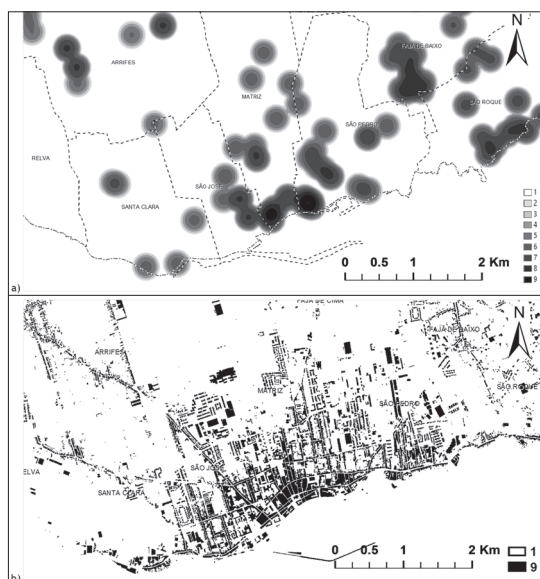 N
FAJÃ DE BAIXO
ARRIFES
MATRIZ
SÃO ROQUE
SÃO PEDRO
RELVA
SÃO JOSÉ
SANTA CLARA
1
2
3
4
5
6
7
8
9
0 0.5 1 2 Km
a)
FAJÃ DE CIMA
N
FAJÃ DE BAIXO
ARRIFES
MATRIZ
SÃO ROQUE
SÃO PEDRO
SÃO JOSÉ
ELVA
SANTA CLARA
0 0.5 1 2 Km
1
9
b)